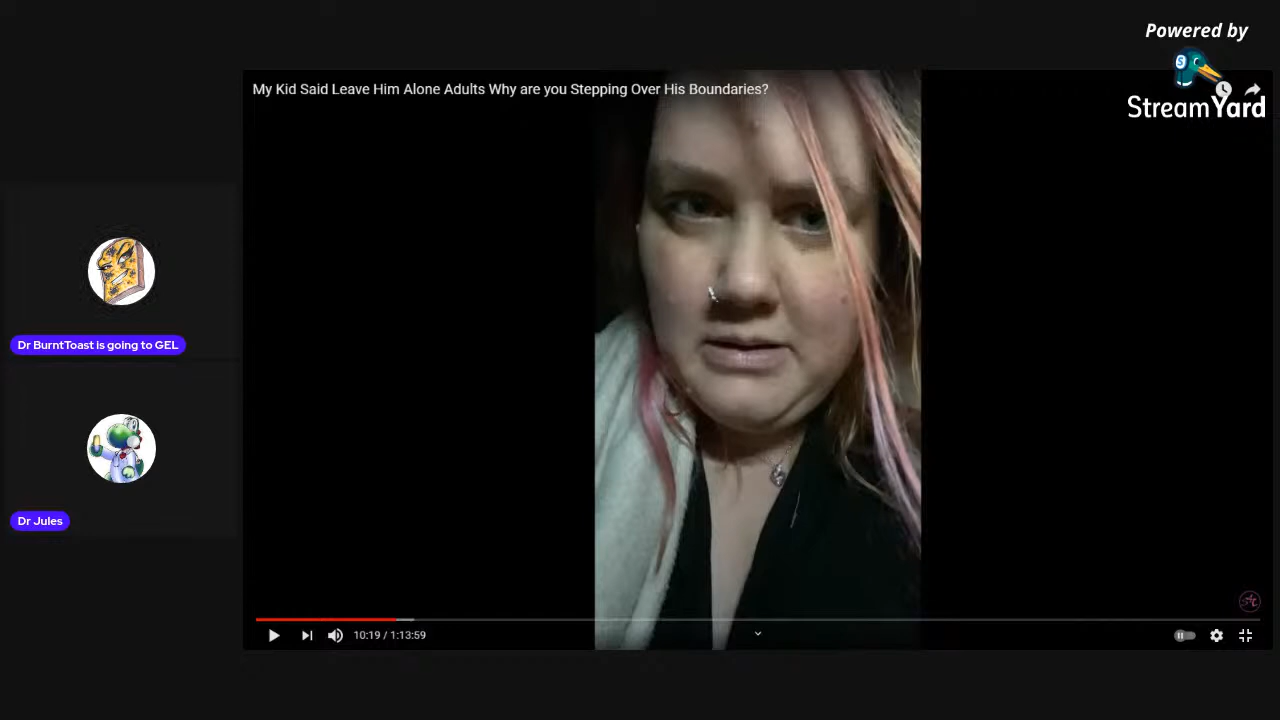 Powered by
StreamYard
My Kid Said Leave Him Alone Adults Why are you Stepping Over His Boundaries?
Dr BurntToast is going to GEL
Dr Jules
10:19 / 1:13:59